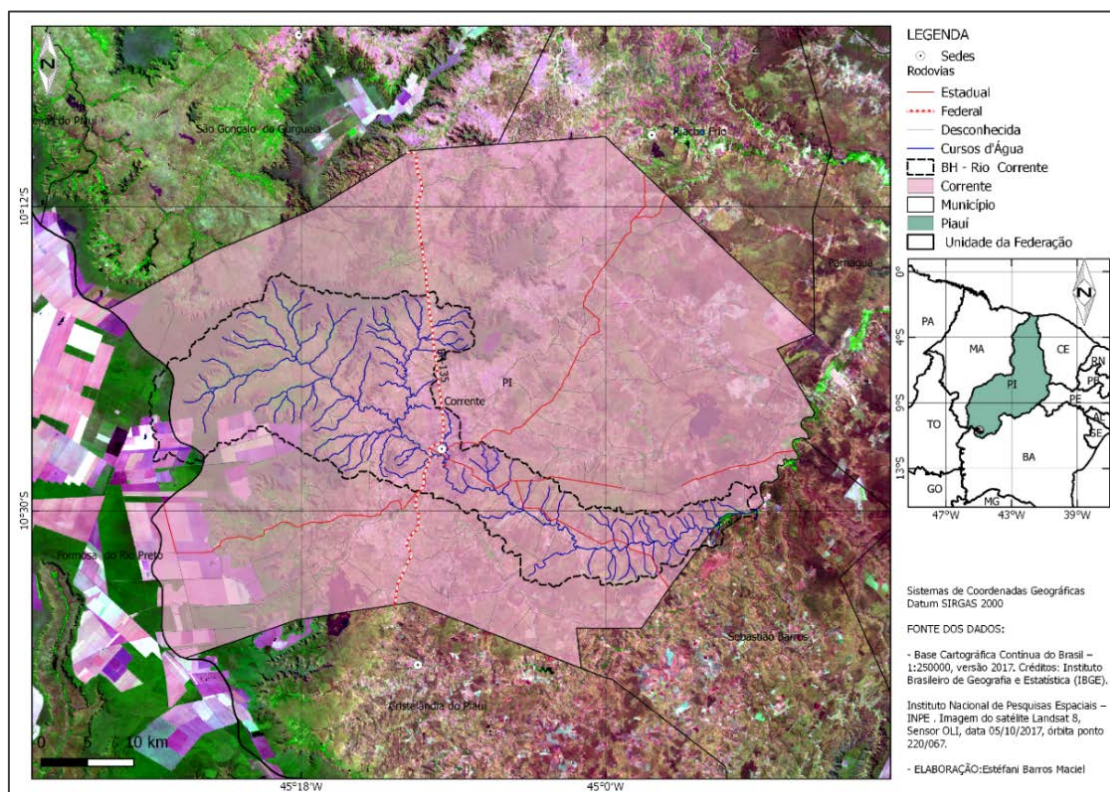 São Gonçalo do Gurgueia
Riacho Frio
Parnaguá
BR 135
PI
Corrente
Formosa do Rio Preto
Sebastião Barros
Cristalândia do Piauí
N
10°12'S
10°30'S
0 5 10 km
45°18'W
45°0'W
LEGENDA
Sedes
Rodovias
Estadual
Federal
Desconhecida
Cursos d'Água
BH - Rio Corrente
Corrente
Município
Piauí
Unidade da Federação
N
0°
4°S
9°S
13°S
PA
MA
CE
RN
PB
PI
PE
AL
SE
TO
BA
GO
MG
47°W
43°W
39°W
Sistemas de Coordenadas Geográficas
Datum SIRGAS 2000
FONTE DOS DADOS:
- Base Cartográfica Contínua do Brasil –
1:250000, versão 2017. Créditos: Instituto
Brasileiro de Geografia e Estatística (IBGE).
Instituto Nacional de Pesquisas Espaciais –
INPE . Imagem do satélite Landsat 8,
Sensor OLI, data 05/10/2017, órbita ponto
220/067.
- ELABORAÇÃO:Estéfani Barros Maciel